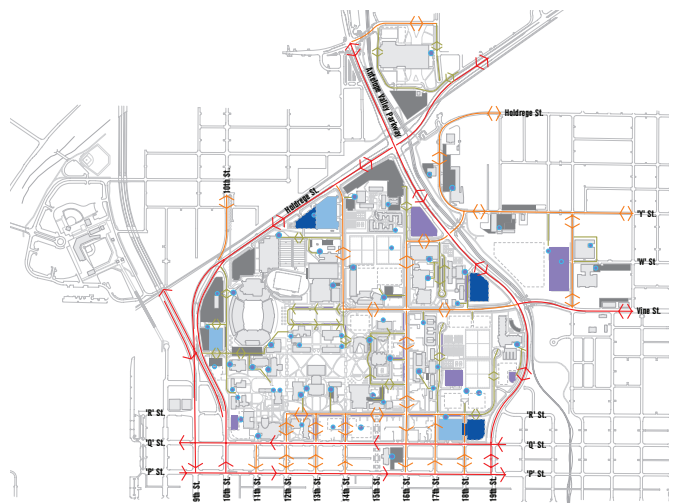 Antelope Valley Parkway
Holdrege St.
10th St.
Holdrege St.
'Y' St.
'W' St.
Vine St.
'R' St.
'R' St.
'Q' St.
'Q' St.
'P' St.
'P' St.
9th St.
10th St.
11th St.
12th St.
13th St.
14th St.
15th St.
16th St.
17th St.
18th St.
19th St.